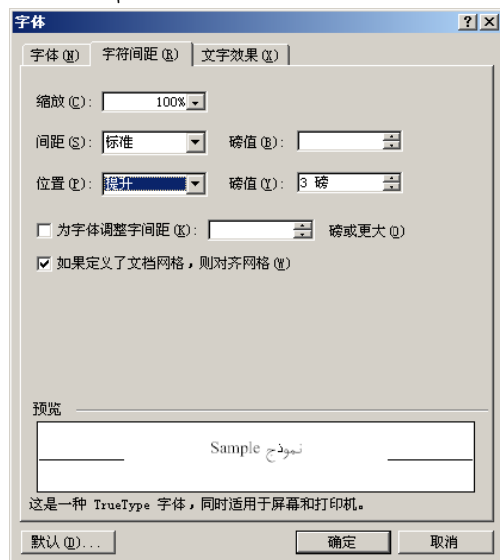 字体
字体(N) 字符间距(R) 文字效果(X)
缩放(C): 100%
间距(S): 标准 磅值(B):
位置(P): 提升 磅值(Y): 3 磅
为字体调整字间距(K): 磅或更大(O)
如果定义了文档网格，则对齐网格(W)
预览
Sample نموذج
这是一种 TrueType 字体，同时适用于屏幕和打印机。
默认(D)... 确定 取消